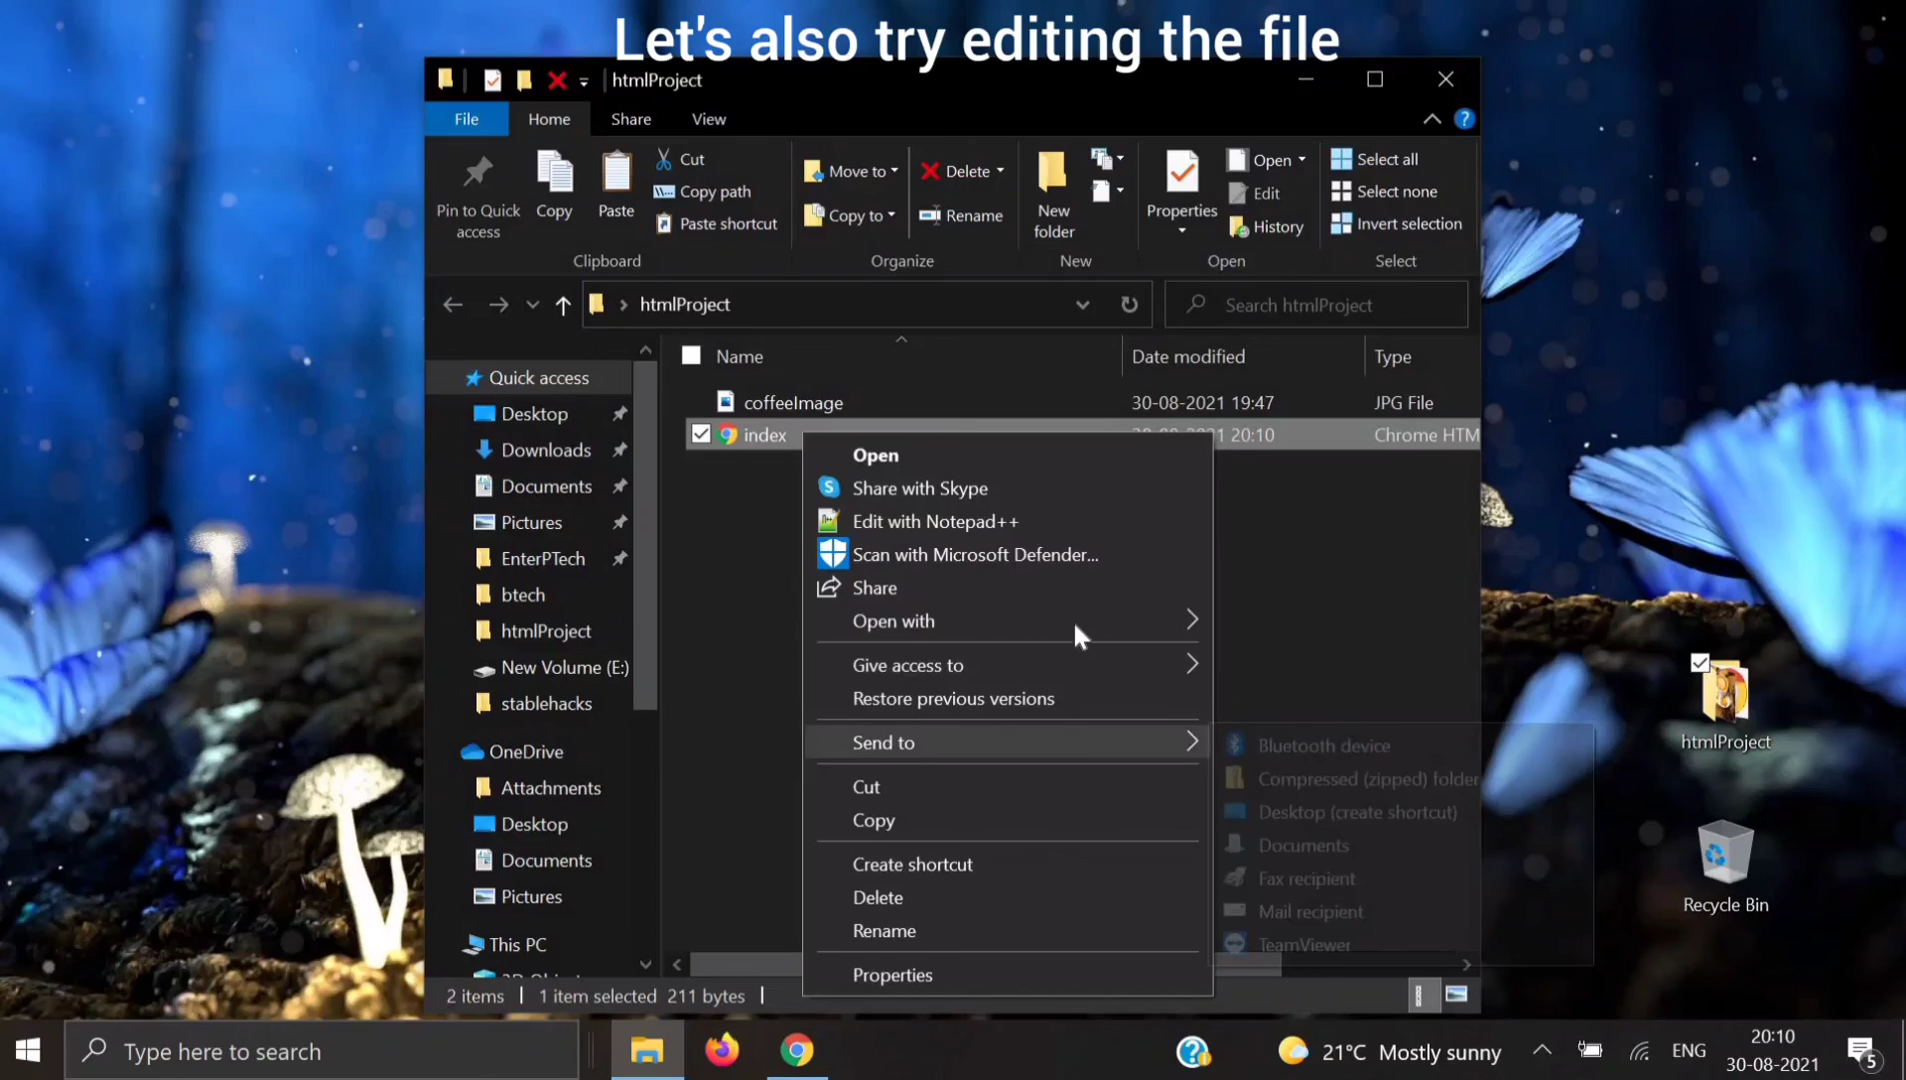 Let's also try editing the file
htmlProject
File Home Share View
Pin to Quick access
Copy
Paste
Cut
Copy path
Paste shortcut
Clipboard
Move to
Copy to
Delete
Rename
Organize
New folder
New
Properties
Open
Edit
History
Open
Select all
Select none
Invert selection
Select
htmlProject
Search htmlProject
Name Date modified Type
coffeeImage 30-08-2021 19:47 JPG File
index 30-08-2021 20:10 Chrome HTM
Quick access
Desktop
Downloads
Documents
Pictures
EnterPTech
btech
htmlProject
New Volume (E:)
stablehacks
OneDrive
Attachments
Desktop
Documents
Pictures
This PC
Open
Share with Skype
Edit with Notepad++
Scan with Microsoft Defender...
Share
Open with
Give access to
Restore previous versions
Send to
Cut
Copy
Create shortcut
Delete
Rename
Properties
Bluetooth device
Compressed (zipped) folder
Desktop (create shortcut)
Documents
Fax recipient
Mail recipient
TeamViewer
2 items 1 item selected 211 bytes
htmlProject
Recycle Bin
Type here to search
21°C Mostly sunny
ENG
20:10
30-08-2021
5